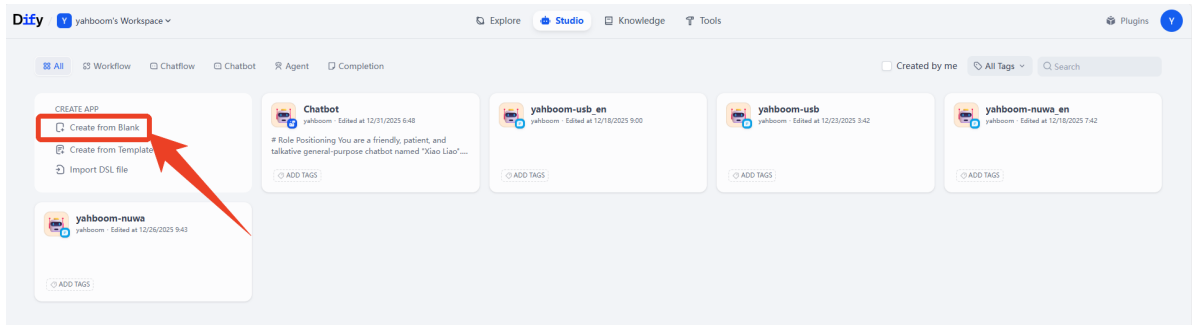 Dify / Y yahboom's Workspace
Explore Studio Knowledge Tools
Plugins Y
All Workflow Chatflow Chatbot Agent Completion
Created by me All Tags Search
CREATE APP
Create from Blank
Create from Template
Import DSL file
Chatbot
yahboom · Edited at 12/31/2025 6:48
# Role Positioning You are a friendly, patient, and
talkative general-purpose chatbot named "Xiao Liao"....
ADD TAGS
yahboom-usb_en
yahboom · Edited at 12/18/2025 9:00
ADD TAGS
yahboom-usb
yahboom · Edited at 12/23/2025 3:42
ADD TAGS
yahboom-nuwa_en
yahboom · Edited at 12/18/2025 7:42
ADD TAGS
yahboom-nuwa
yahboom · Edited at 12/26/2025 9:43
ADD TAGS